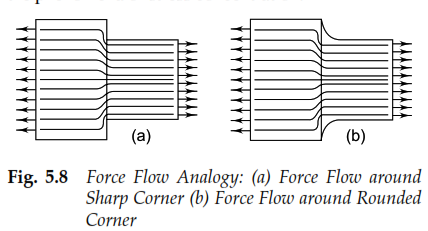 (a)
(b)
Fig. 5.8 Force Flow Analogy: (a) Force Flow around
Sharp Corner (b) Force Flow around Rounded
Corner